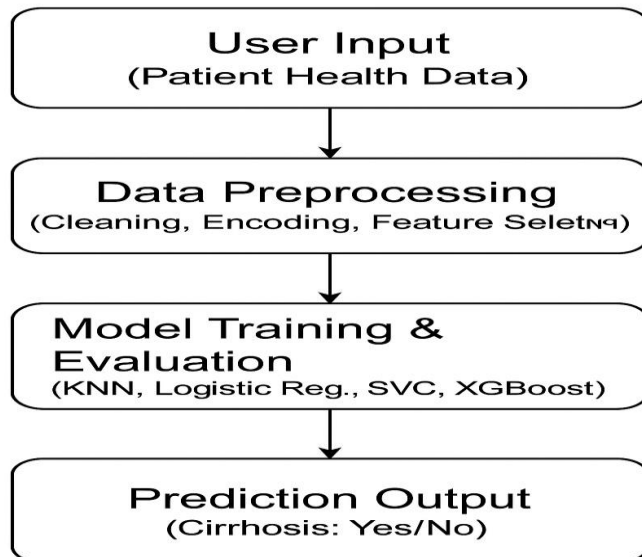 User Input
(Patient Health Data)
Data Preprocessing
(Cleaning, Encoding, Feature
Model Training &
Evaluation
(KNN, Logistic Reg., SVC, XGBoost)
Prediction Output
(Cirrhosis: Yes/No)